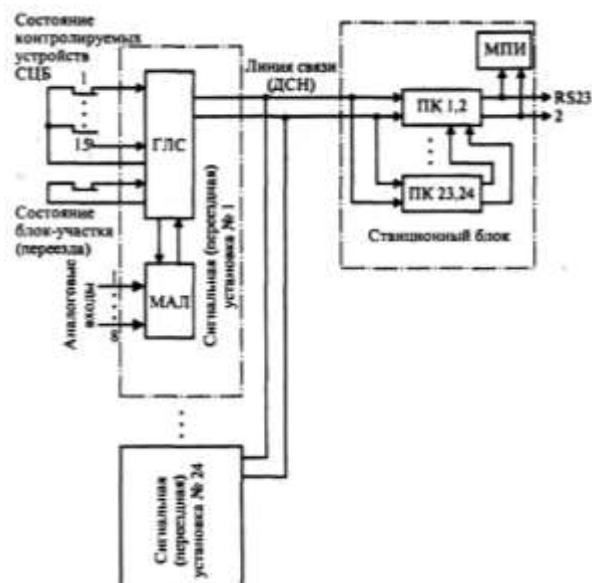 Состояние
контролируемых
устройств
СЦБ
1
15
ГЛС
Состояние
блок-участка
(переезда)
Аналоговые
входы
1
8
МАЛ
Сигнальная (переездная)
установка № 1
Линия связи
(ДСН)
МПИ
ПК 1,2
RS23
2
ПК 23,24
Станционный блок
Сигнальная
(переездная)
установка № 24